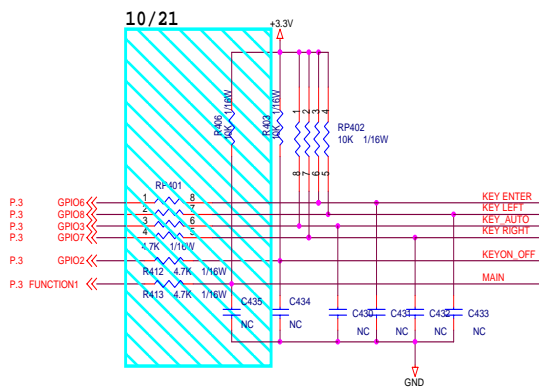 10/21
+3.3V
R406 10K 1/16W
R403 10K 1/16W
1 2 3 4
RP402
10K 1/16W
8 7 6 5
RP401
P.3 GPIO6 1 8 KEY ENTER
P.3 GPIO8 2 7 KEY LEFT
P.3 GPIO3 3 6 KEY_AUTO
P.3 GPIO7 4 5 KEY RIGHT
4.7K 1/16W
P.3 GPIO2 KEYON_OFF
R412 4.7K 1/16W
P.3 FUNCTION1 MAIN
R413 4.7K 1/16W
C435 C434 C430 C431 C432 C433
NC NC NC NC NC NC
GND